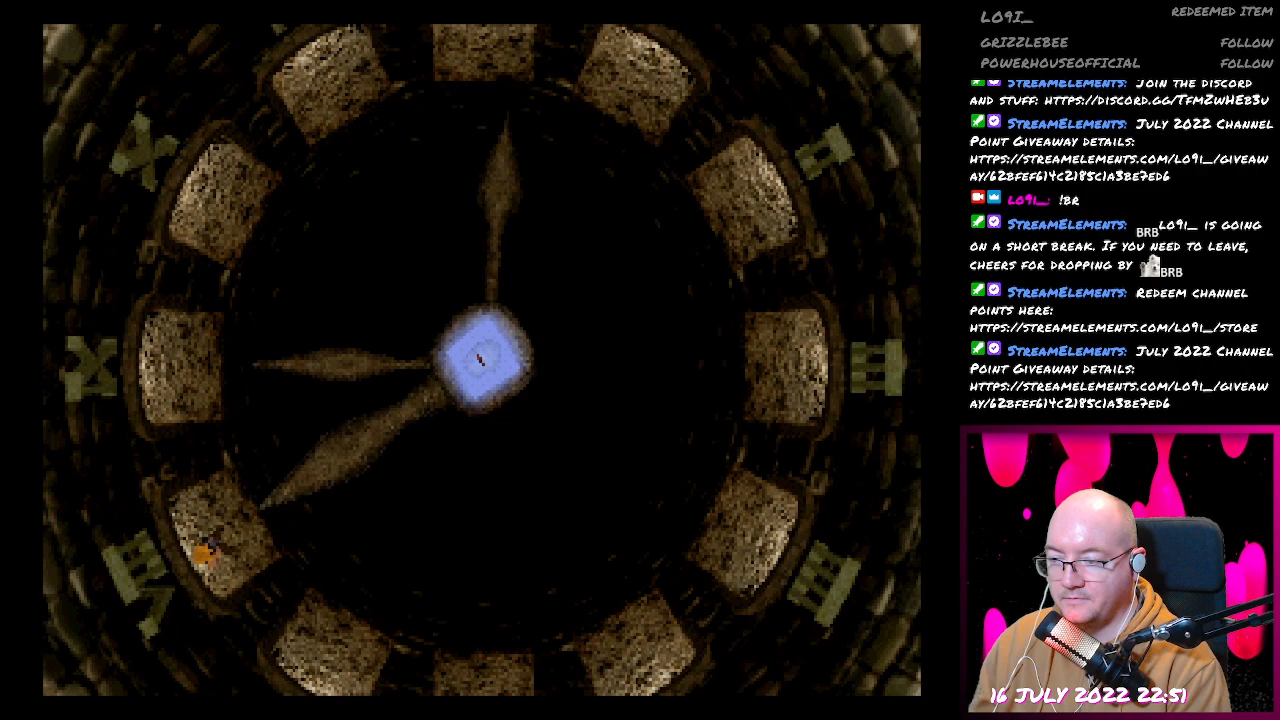 LO9I_ REDEEMED ITEM
GRIZZLEBEE FOLLOW
POWERHOUSEOFFICIAL FOLLOW
StreamElements: Join the Discord
and stuff: https://discord.gg/TfmZwHEb3u
StreamElements: July 2022 Channel
Point Giveaway details:
https://streamelements.com/lo9i_/giveaw
ay/62bfef614c2185c1a3be7ed6
lo9i_: !br
StreamElements: BRB lo9i_ is going
on a short break. If you need to leave,
cheers for dropping by BRB
StreamElements: Redeem channel
points here:
https://streamelements.com/lo9i_/store
StreamElements: July 2022 Channel
Point Giveaway details:
https://streamelements.com/lo9i_/giveaw
ay/62bfef614c2185c1a3be7ed6
X II
IX III
16 JULY 2022 22:51